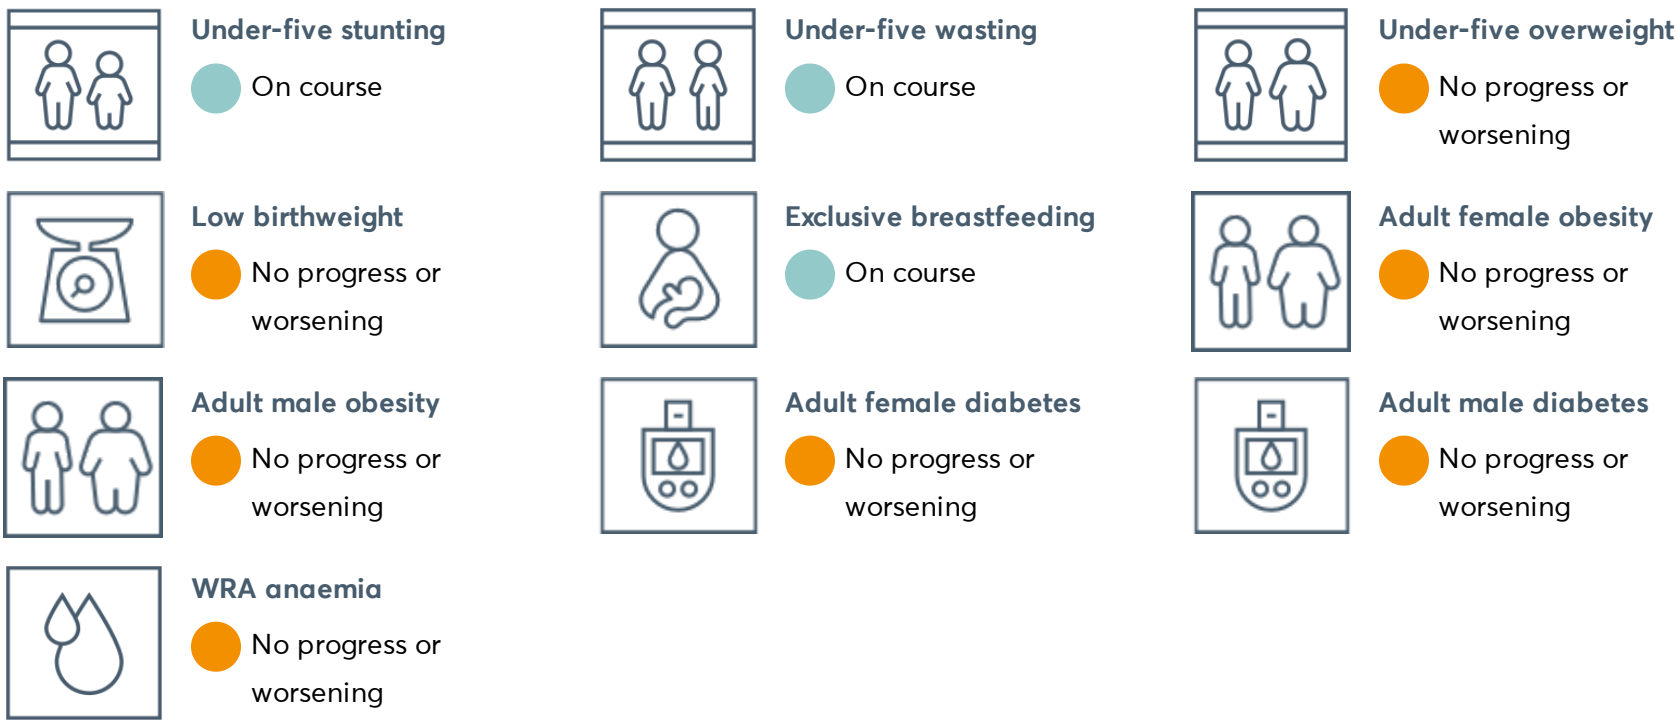 Under-five stunting
On course
Under-five wasting
On course
Under-five overweight
No progress or
worsening
Low birthweight
No progress or
worsening
Exclusive breastfeeding
On course
Adult female obesity
No progress or
worsening
Adult male obesity
No progress or
worsening
Adult female diabetes
No progress or
worsening
Adult male diabetes
No progress or
worsening
WRA anaemia
No progress or
worsening